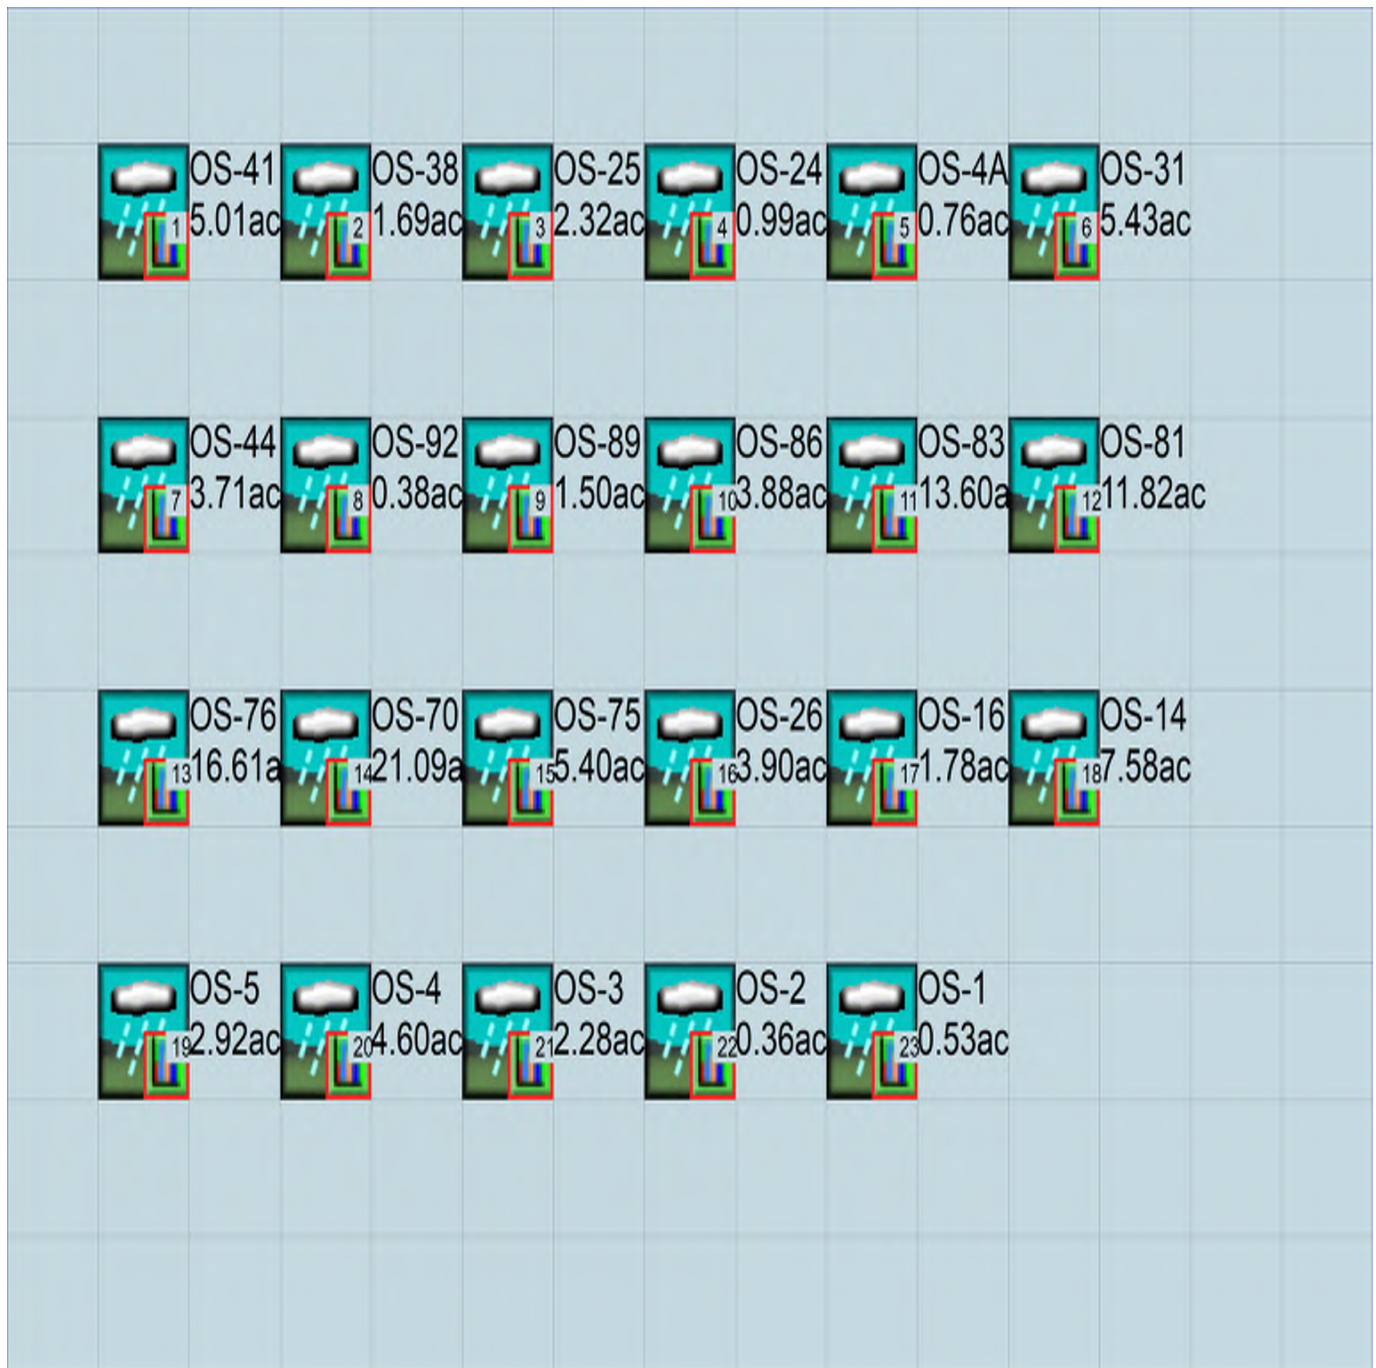 OS-41 OS-38 OS-25 OS-24 OS-4A OS-31
1 5.01ac 2 1.69ac 3 2.32ac 4 0.99ac 5 0.76ac 6 5.43ac
OS-44 OS-92 OS-89 OS-86 OS-83 OS-81
7 3.71ac 8 0.38ac 9 1.50ac 10 3.88ac 11 13.60a 12 11.82ac
OS-76 OS-70 OS-75 OS-26 OS-16 OS-14
13 16.61a 14 21.09a 15 5.40ac 16 3.90ac 17 1.78ac 18 7.58ac
OS-5 OS-4 OS-3 OS-2 OS-1
19 2.92ac 20 4.60ac 21 2.28ac 22 0.36ac 23 0.53ac